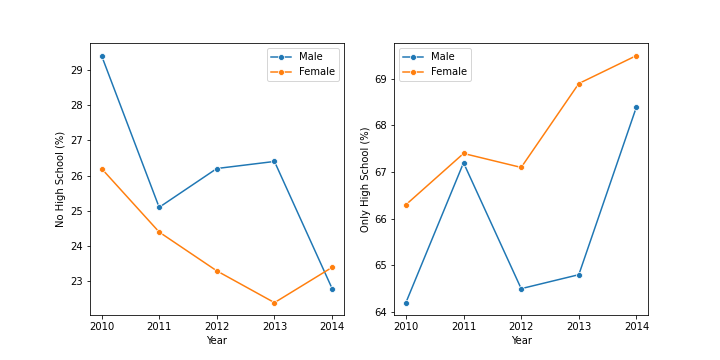 No High School (%)
29
28
27
26
25
24
23
2010 2011 2012 2013 2014
Year
Male
Female
Only High School (%)
69
68
67
66
65
64
2010 2011 2012 2013 2014
Year
Male
Female